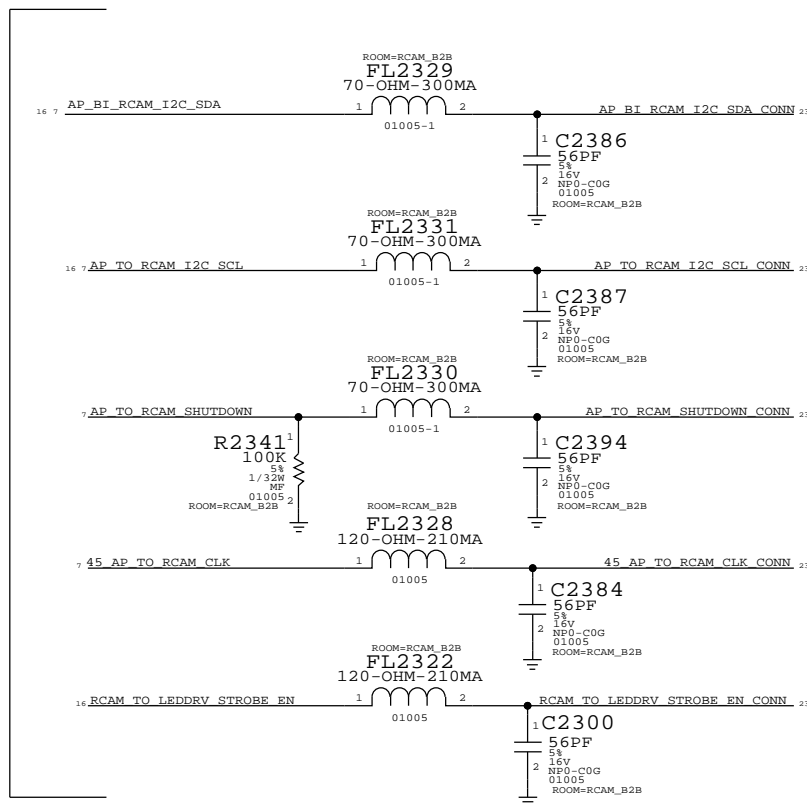 ROOM=RCAM_B2B
FL2329
70-OHM-300MA
16 7 AP_BI_RCAM_I2C_SDA 1 2 AP_BI_RCAM_I2C_SDA_CONN 23
01005-1
1 C2386
56PF
5%
16V
2 NP0-C0G
01005
ROOM=RCAM_B2B
ROOM=RCAM_B2B
FL2331
70-OHM-300MA
16 7 AP_TO_RCAM_I2C_SCL 1 2 AP_TO_RCAM_I2C_SCL_CONN 23
01005-1
1 C2387
56PF
5%
16V
2 NP0-C0G
01005
ROOM=RCAM_B2B
ROOM=RCAM_B2B
FL2330
70-OHM-300MA
7 AP_TO_RCAM_SHUTDOWN 1 2 AP_TO_RCAM_SHUTDOWN_CONN 23
01005-1
R2341 1
100K
5%
1/32W
MF
01005 2
ROOM=RCAM_B2B
1 C2394
56PF
5%
16V
2 NP0-C0G
01005
ROOM=RCAM_B2B
ROOM=RCAM_B2B
FL2328
120-OHM-210MA
7 45_AP_TO_RCAM_CLK 1 2 45_AP_TO_RCAM_CLK_CONN 23
01005
1 C2384
56PF
5%
16V
2 NP0-C0G
01005
ROOM=RCAM_B2B
ROOM=RCAM_B2B
FL2322
120-OHM-210MA
16 RCAM_TO_LEDDRV_STROBE_EN 1 2 RCAM_TO_LEDDRV_STROBE_EN_CONN 23
01005
1 C2300
56PF
5%
16V
2 NP0-C0G
01005
ROOM=RCAM_B2B